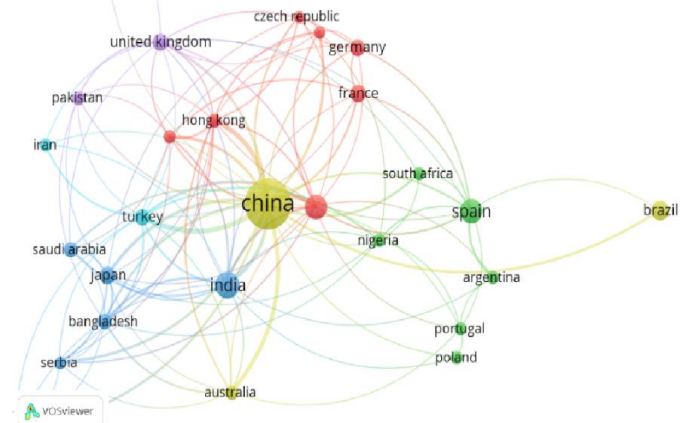 czech republic
united kingdom
germany
pakistan
france
hong kong
iran
south africa
china
turkey
spain
brazil
nigeria
saudi arabia
japan
argentina
india
bangladesh
portugal
poland
serbia
australia
VOSviewer